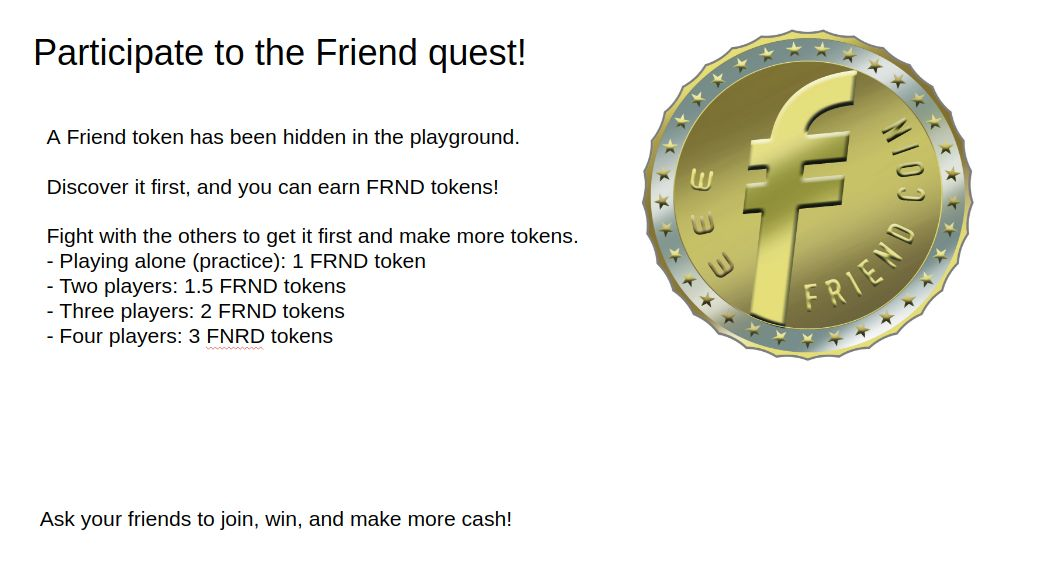 Participate to the Friend quest!
A Friend token has been hidden in the playground.
Discover it first, and you can earn FRND tokens!
Fight with the others to get it first and make more tokens.
- Playing alone (practice): 1 FRND token
- Two players: 1.5 FRND tokens
- Three players: 2 FRND tokens
- Four players: 3 FNRD tokens
Ask your friends to join, win, and make more cash!
f
FRIEND COIN